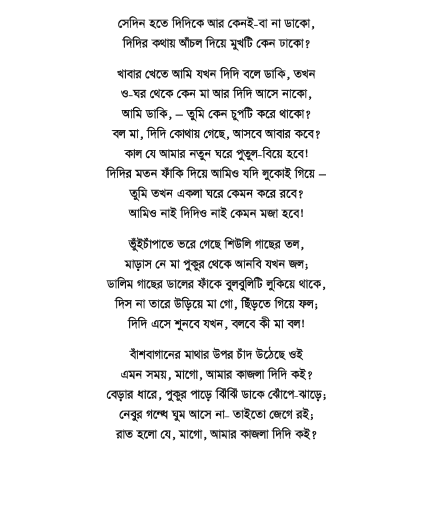 সেদিন হতে দিদিকে আর কেনই-বা না ডাকো,
দিদির কথায় আঁচল দিয়ে মুখটি কেন ঢাকো?
খাবার খেতে আমি যখন দিদি বলে ডাকি, তখন
ও-ঘর থেকে কেন মা আর দিদি আসে নাকো,
আমি ডাকি, – তুমি কেন চুপটি করে থাকো?
বল মা, দিদি কোথায় গেছে, আসবে আবার কবে?
কাল যে আমার নতুন ঘরে পুতুল-বিয়ে হবে!
দিদির মতন ফাঁকি দিয়ে আমিও যদি লুকোই গিয়ে –
তুমি তখন একলা ঘরে কেমন করে রবে?
আমিও নাই দিদিও নাই কেমন মজা হবে!
ভুঁইচাঁপাতে ভরে গেছে শিউলি গাছের তল,
মাড়াস নে মা পুকুর থেকে আনবি যখন জল;
ডালিম গাছের ডালের ফাঁকে বুলবুলিটি লুকিয়ে থাকে,
দিস না তারে উড়িয়ে মা গো, ছিঁড়তে গিয়ে ফল;
দিদি এসে শুনবে যখন, বলবে কী মা বল!
বাঁশবাগানের মাথার উপর চাঁদ উঠেছে ওই
এমন সময়, মাগো, আমার কাজলা দিদি কই?
বেড়ার ধারে, পুকুর পাড়ে ঝিঁঝিঁ ডাকে ঝোঁপে-ঝাড়ে;
নেবুর গন্ধে ঘুম আসে না- তাইতো জেগে রই;
রাত হলো যে, মাগো, আমার কাজলা দিদি কই?